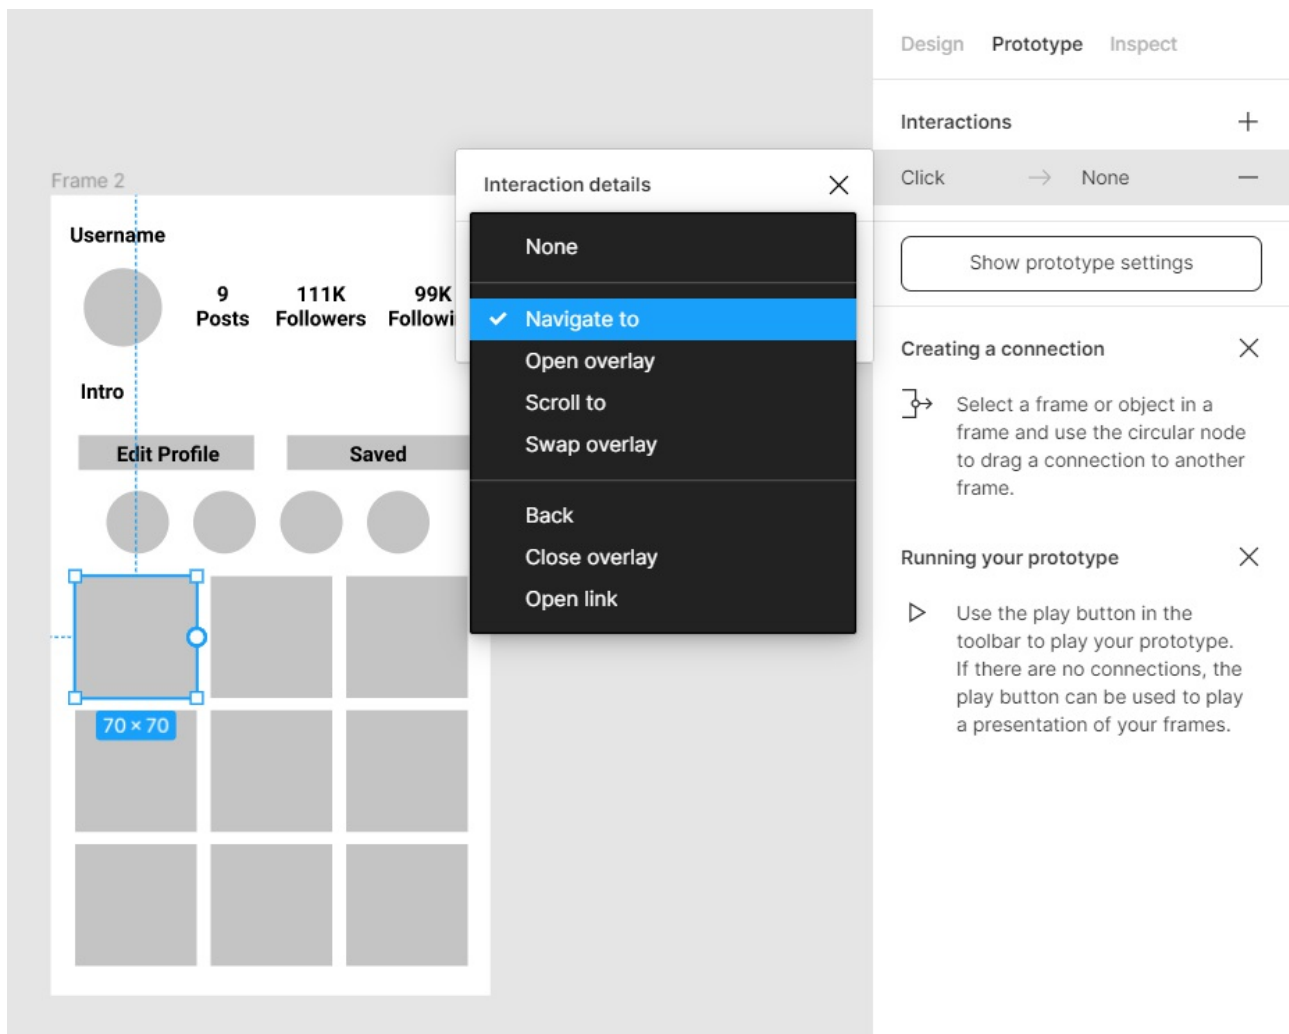 Design Prototype Inspect
Interactions
Click None
Show prototype settings
Creating a connection
Select a frame or object in a
frame and use the circular node
to drag a connection to another
frame.
Running your prototype
Use the play button in the
toolbar to play your prototype.
If there are no connections, the
play button can be used to play
a presentation of your frames.
Interaction details
None
Navigate to
Open overlay
Scroll to
Swap overlay
Back
Close overlay
Open link
Frame 2
Username
9 111K 99K
Posts Followers Followi
Intro
Edit Profile Saved
70 × 70